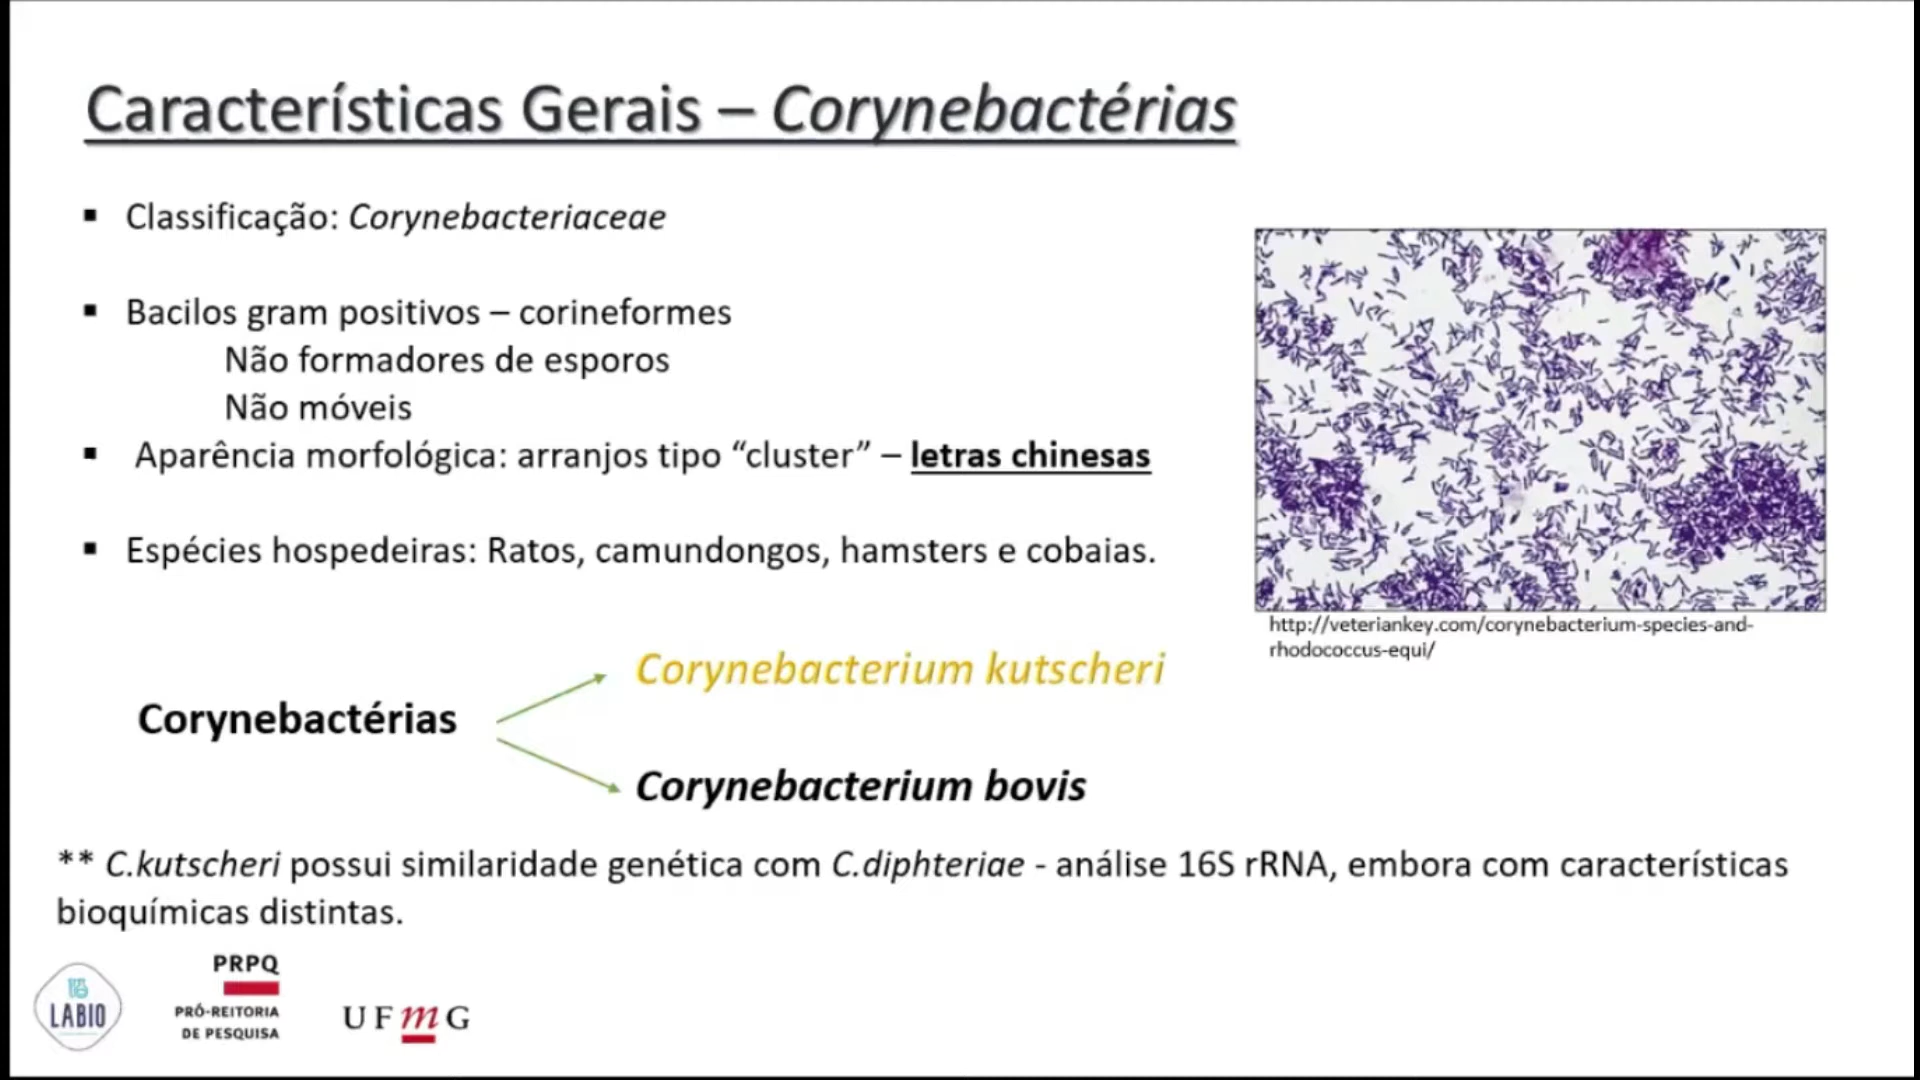 Características Gerais – Corynebactérias
▪ Classificação: Corynebacteriaceae
▪ Bacilos gram positivos – corineformes
Não formadores de esporos
Não móveis
▪ Aparência morfológica: arranjos tipo “cluster” – letras chinesas
▪ Espécies hospedeiras: Ratos, camundongos, hamsters e cobaias.
http://veteriankey.com/corynebacterium-species-and-
rhodococcus-equi/
Corynebacterium kutscheri
Corynebactérias
Corynebacterium bovis
** C.kutscheri possui similaridade genética com C.diphteriae - análise 16S rRNA, embora com características
bioquímicas distintas.
LABIO
PRPQ
PRÓ-REITORIA
DE PESQUISA
UFmG